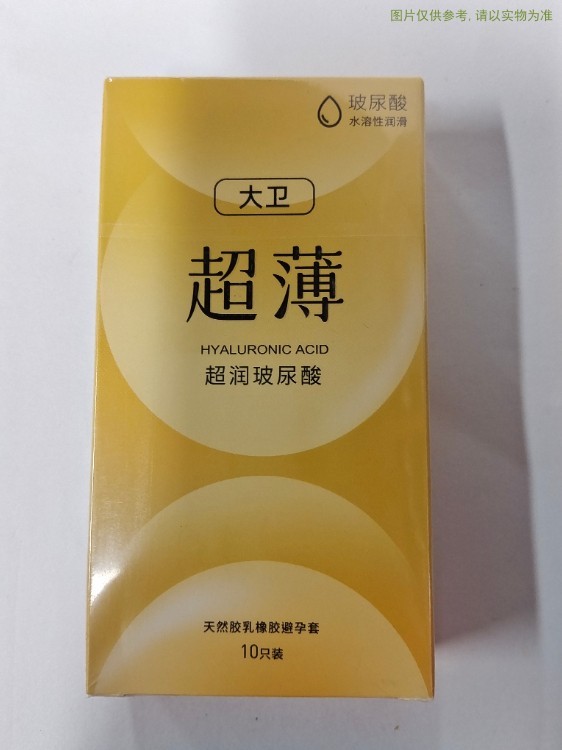 图片仅供参考, 请以实物为准
玻尿酸
水溶性润滑
大卫
超薄
HYALURONIC ACID
超润玻尿酸
天然胶乳橡胶避孕套
10只装